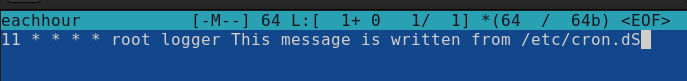 eachhour [-M--] 64 L:[ 1+ 0 1/ 1] *(64 / 64b) <EOF>
11 * * * * root logger This message is written from /etc/cron.dS